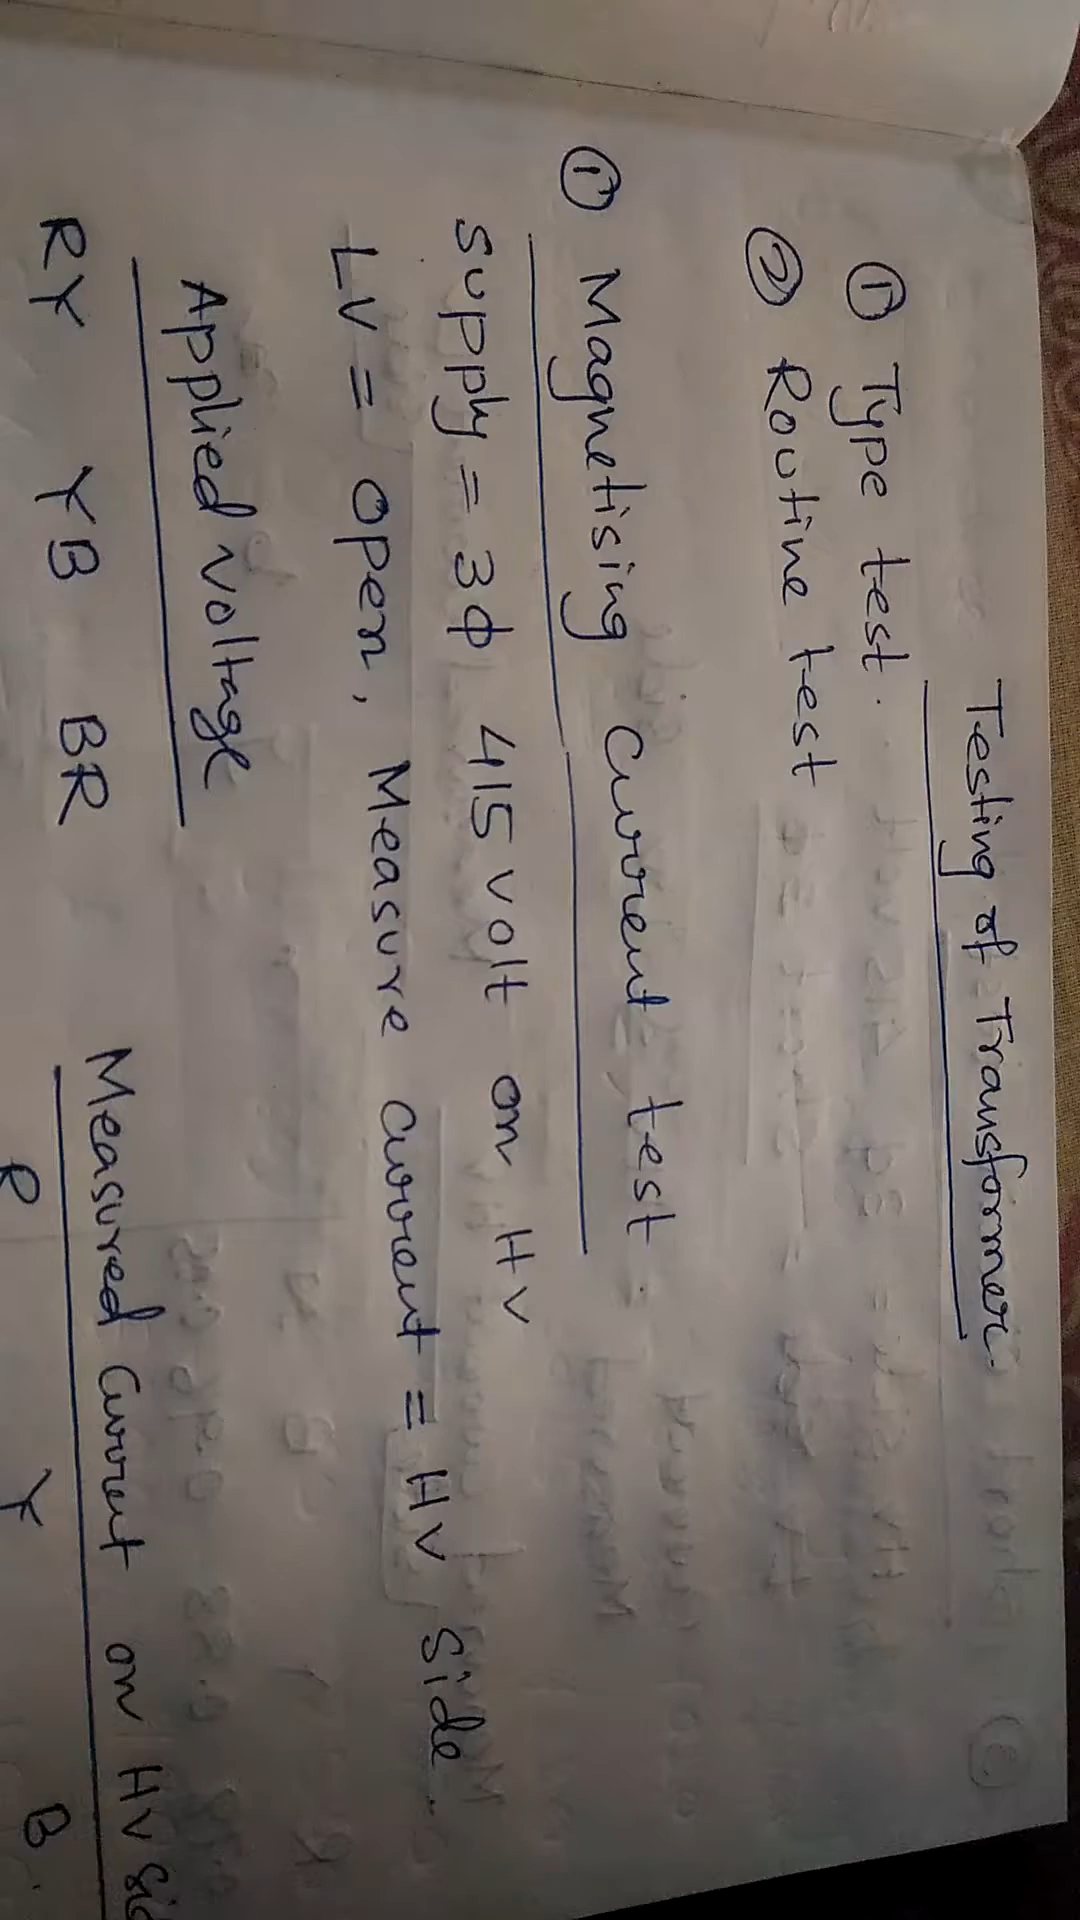 Testing of Transformer.
① Type test.
② Routine test
① Magnetising Current test.
Supply = 3ϕ 415 volt on HV
LV = Open, Measure Current = HV Side.
Applied Voltage
Measured Current on HV Sid
RY YB BR
R Y B.